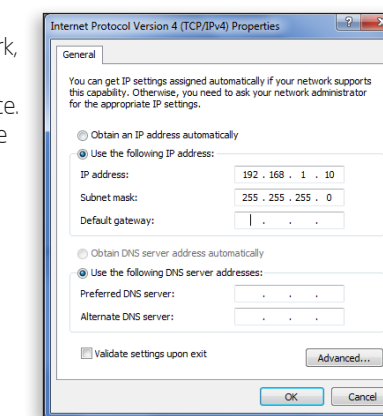 rk,
ce.
e
Internet Protocol Version 4 (TCP/IPv4) Properties
General
You can get IP settings assigned automatically if your network supports
this capability. Otherwise, you need to ask your network administrator
for the appropriate IP settings.
Obtain an IP address automatically
Use the following IP address:
IP address: 192 . 168 . 1 . 10
Subnet mask: 255 . 255 . 255 . 0
Default gateway: . . .
Obtain DNS server address automatically
Use the following DNS server addresses:
Preferred DNS server: . . .
Alternate DNS server: . . .
Validate settings upon exit
Advanced...
OK Cancel